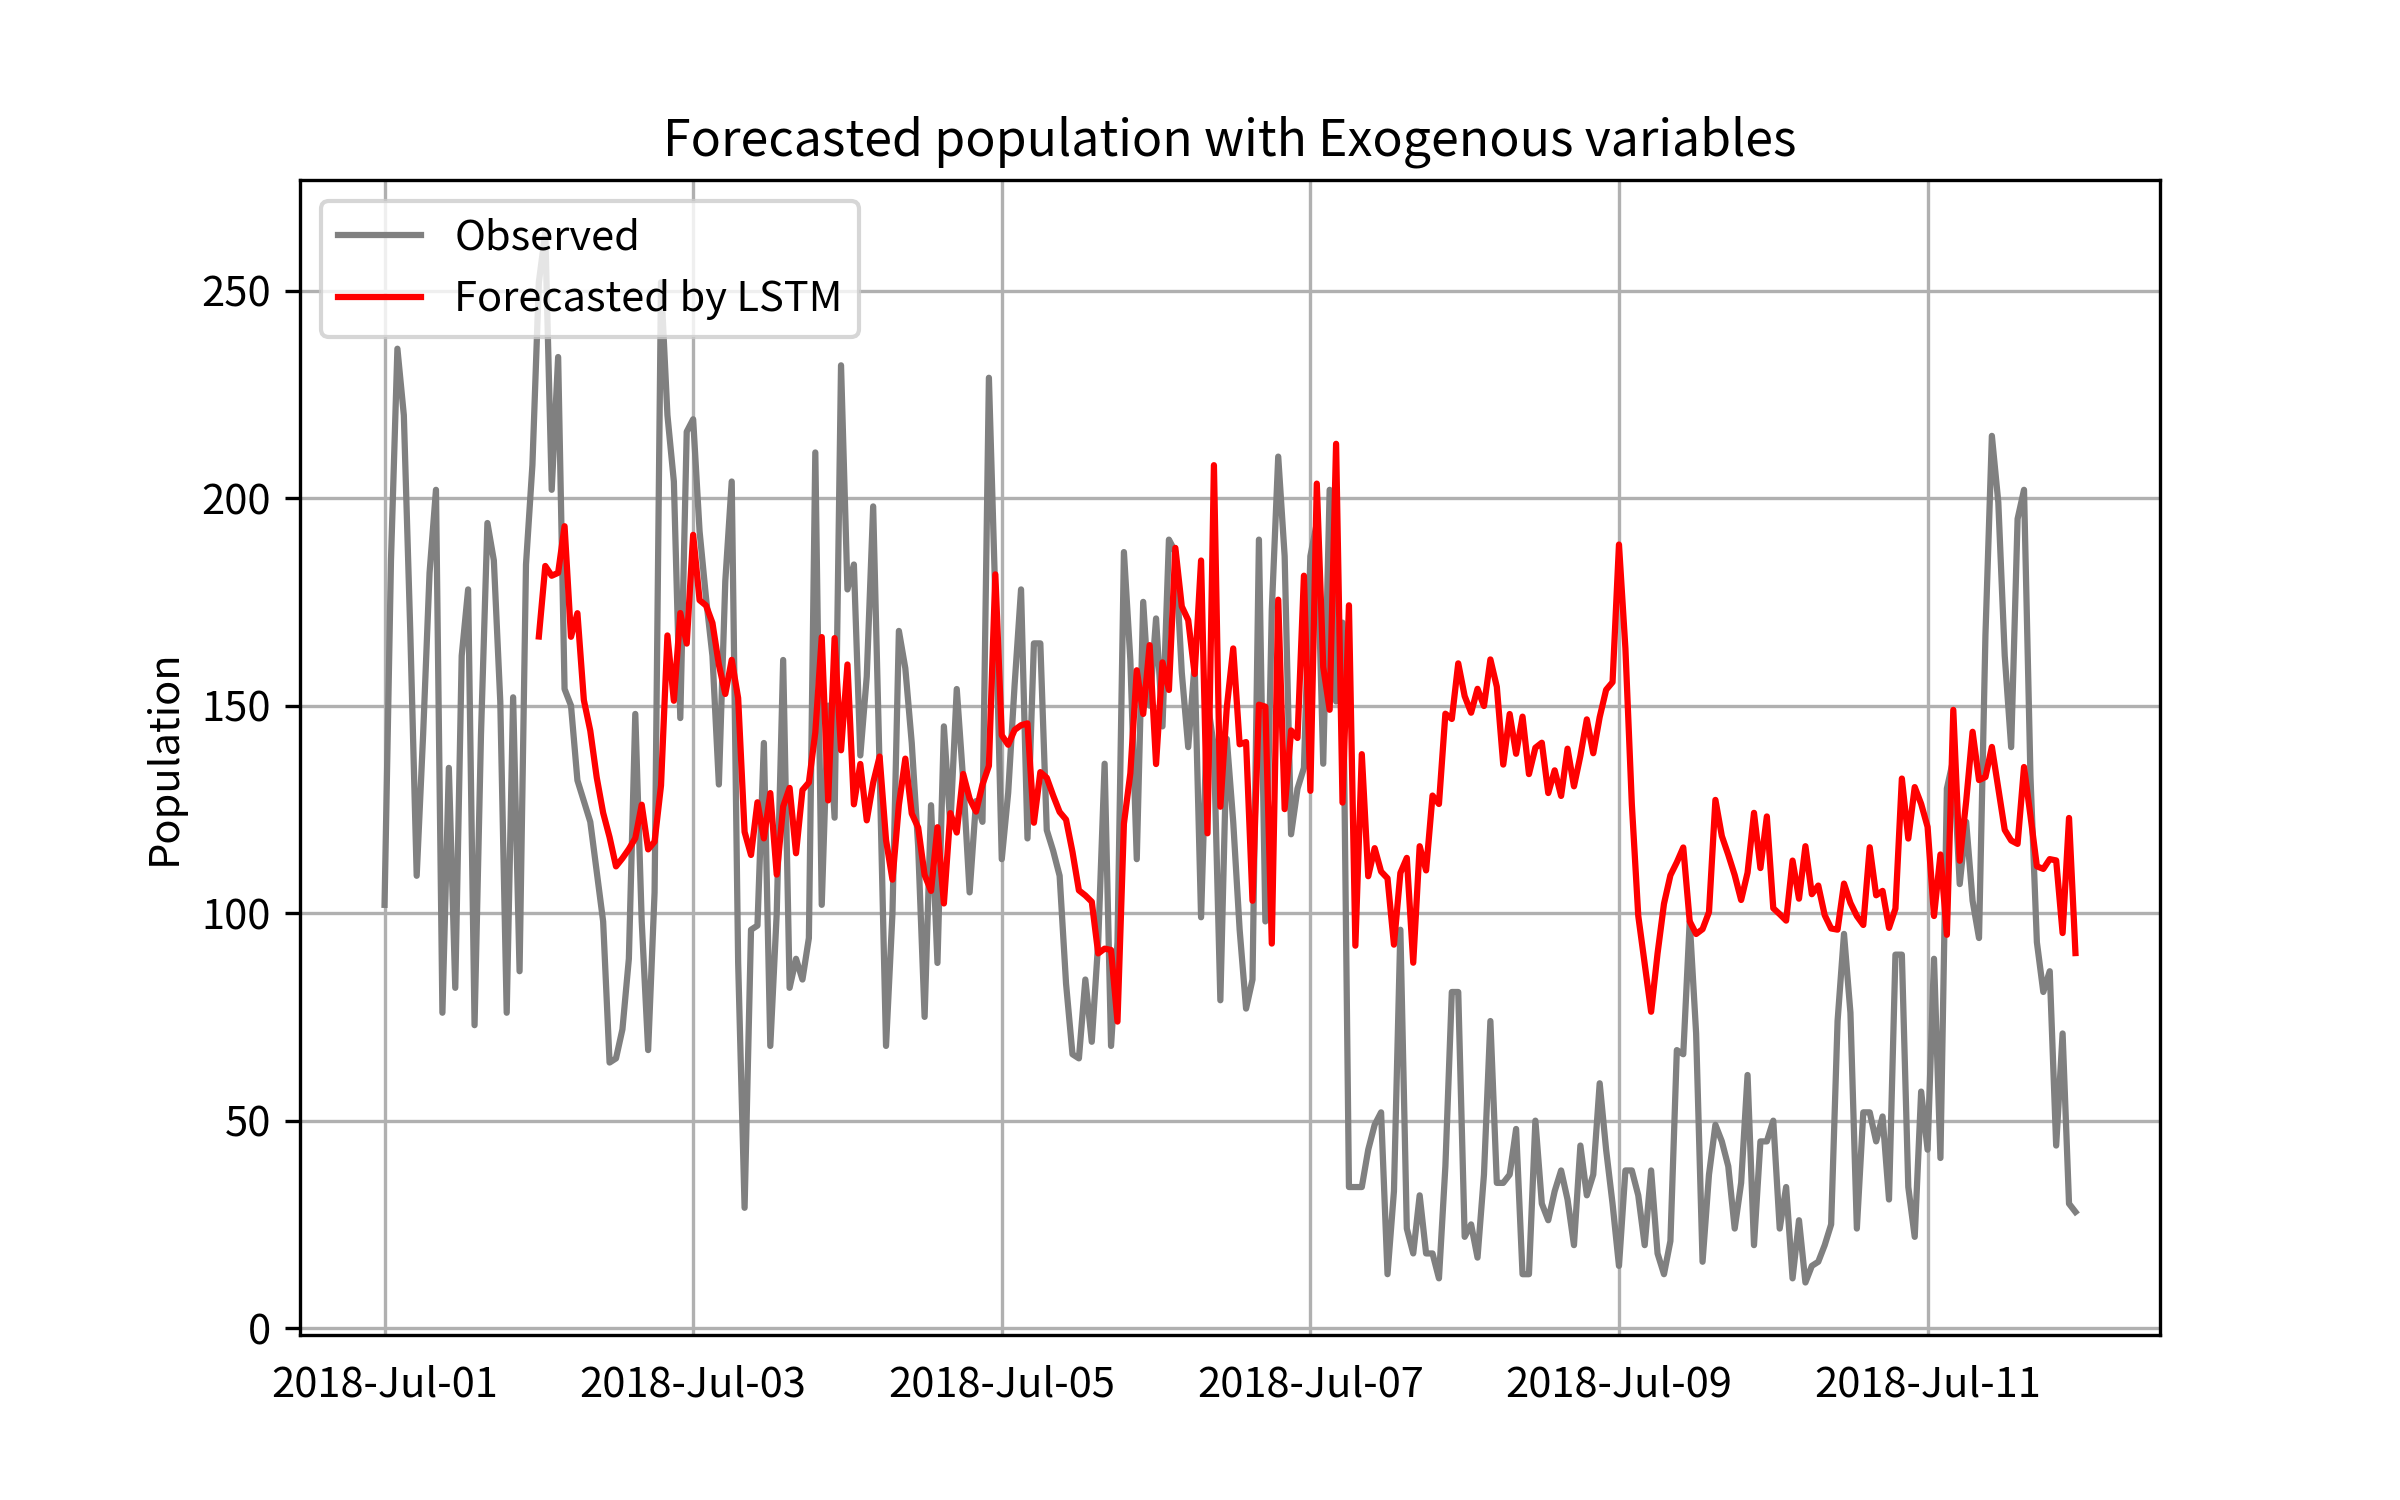 Forecasted population with Exogenous variables
Observed
Forecasted by LSTM
Population
250
200
150
100
50
0
2018-Jul-01 2018-Jul-03 2018-Jul-05 2018-Jul-07 2018-Jul-09 2018-Jul-11